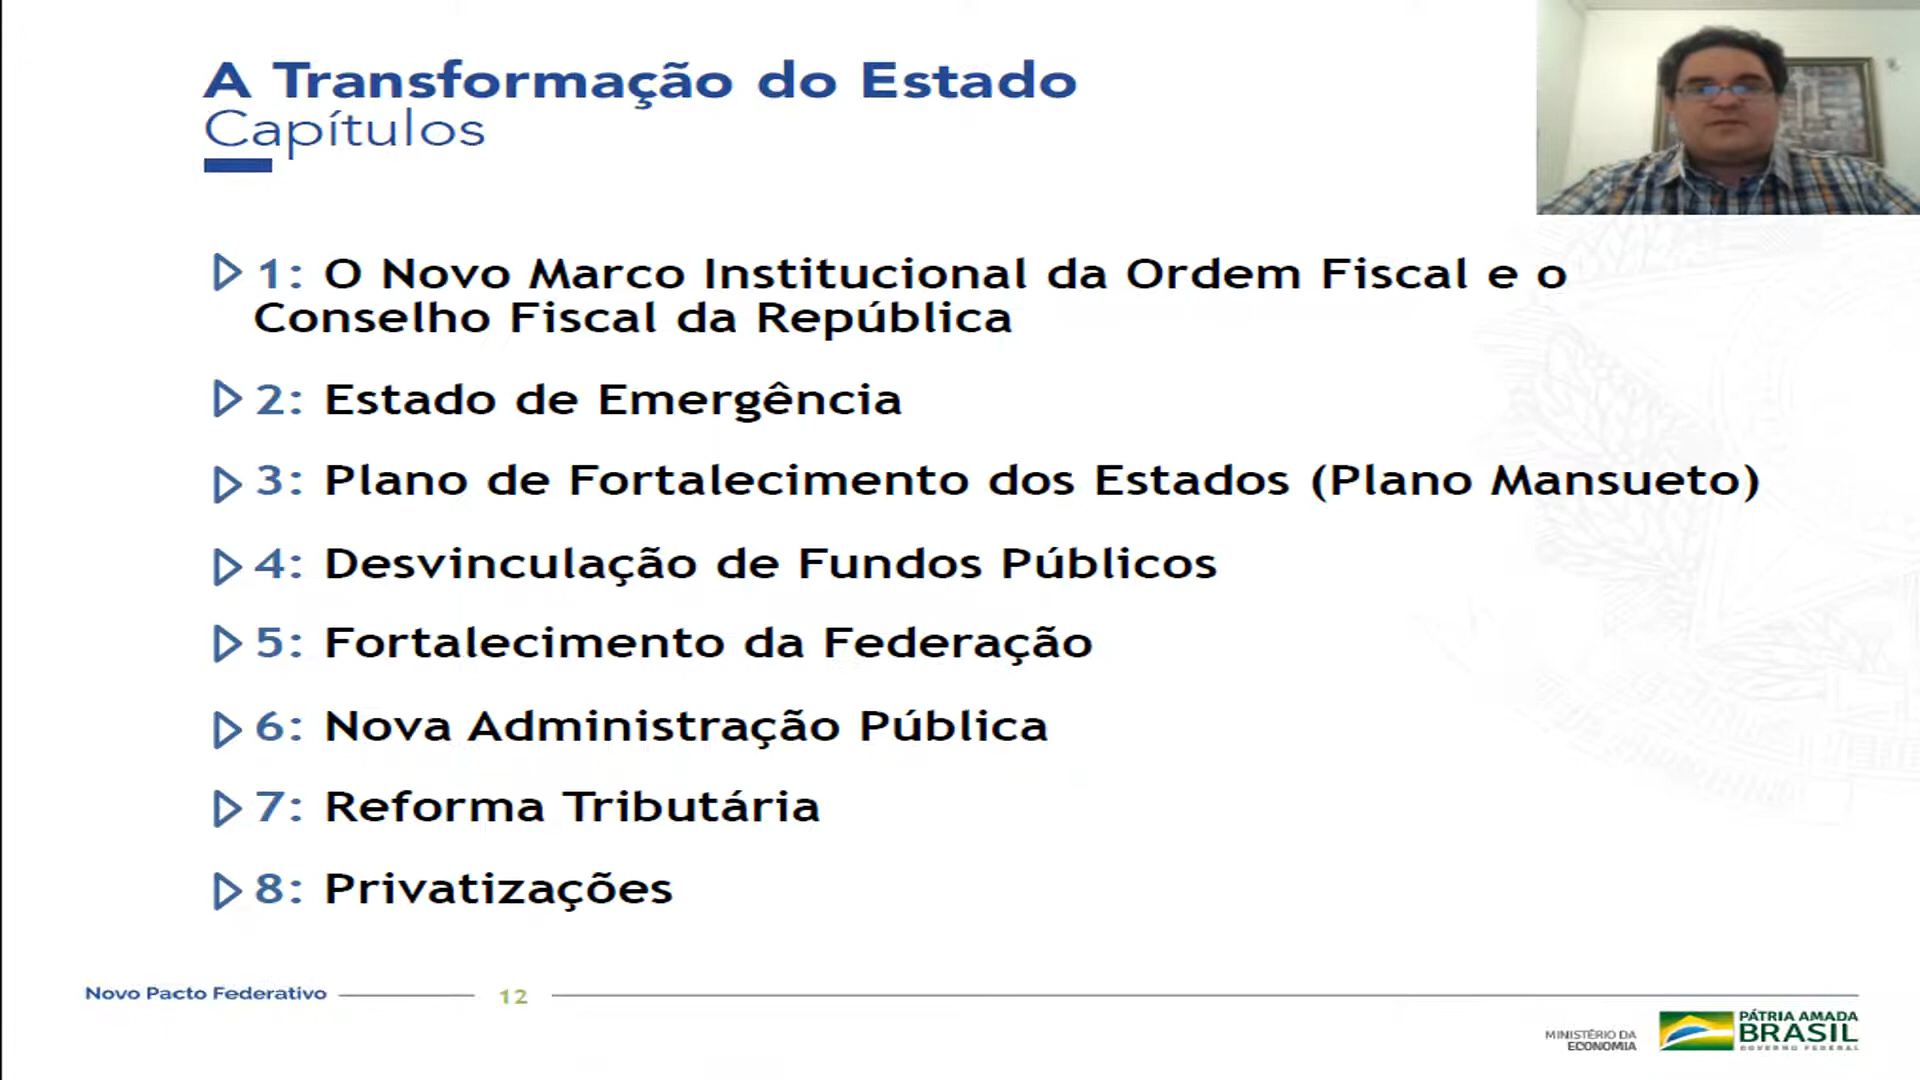 A Transformação do Estado
Capítulos
1: O Novo Marco Institucional da Ordem Fiscal e o
Conselho Fiscal da República
2: Estado de Emergência
3: Plano de Fortalecimento dos Estados (Plano Mansueto)
4: Desvinculação de Fundos Públicos
5: Fortalecimento da Federação
6: Nova Administração Pública
7: Reforma Tributária
8: Privatizações
Novo Pacto Federativo 12
MINISTÉRIO DA
ECONOMIA
PÁTRIA AMADA
BRASIL
GOVERNO FEDERAL